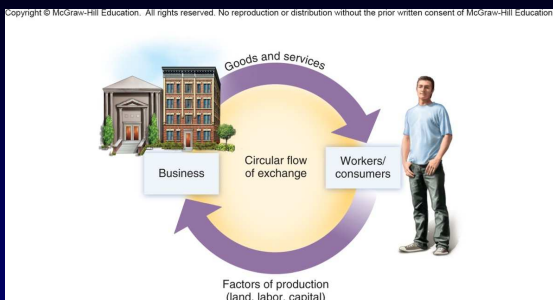 Copyright © McGraw-Hill Education. All rights reserved. No reproduction or distribution without the prior written consent of McGraw-Hill Education
Goods and services
Business
Circular flow
of exchange
Workers/
consumers
Factors of production
(land, labor, capital)